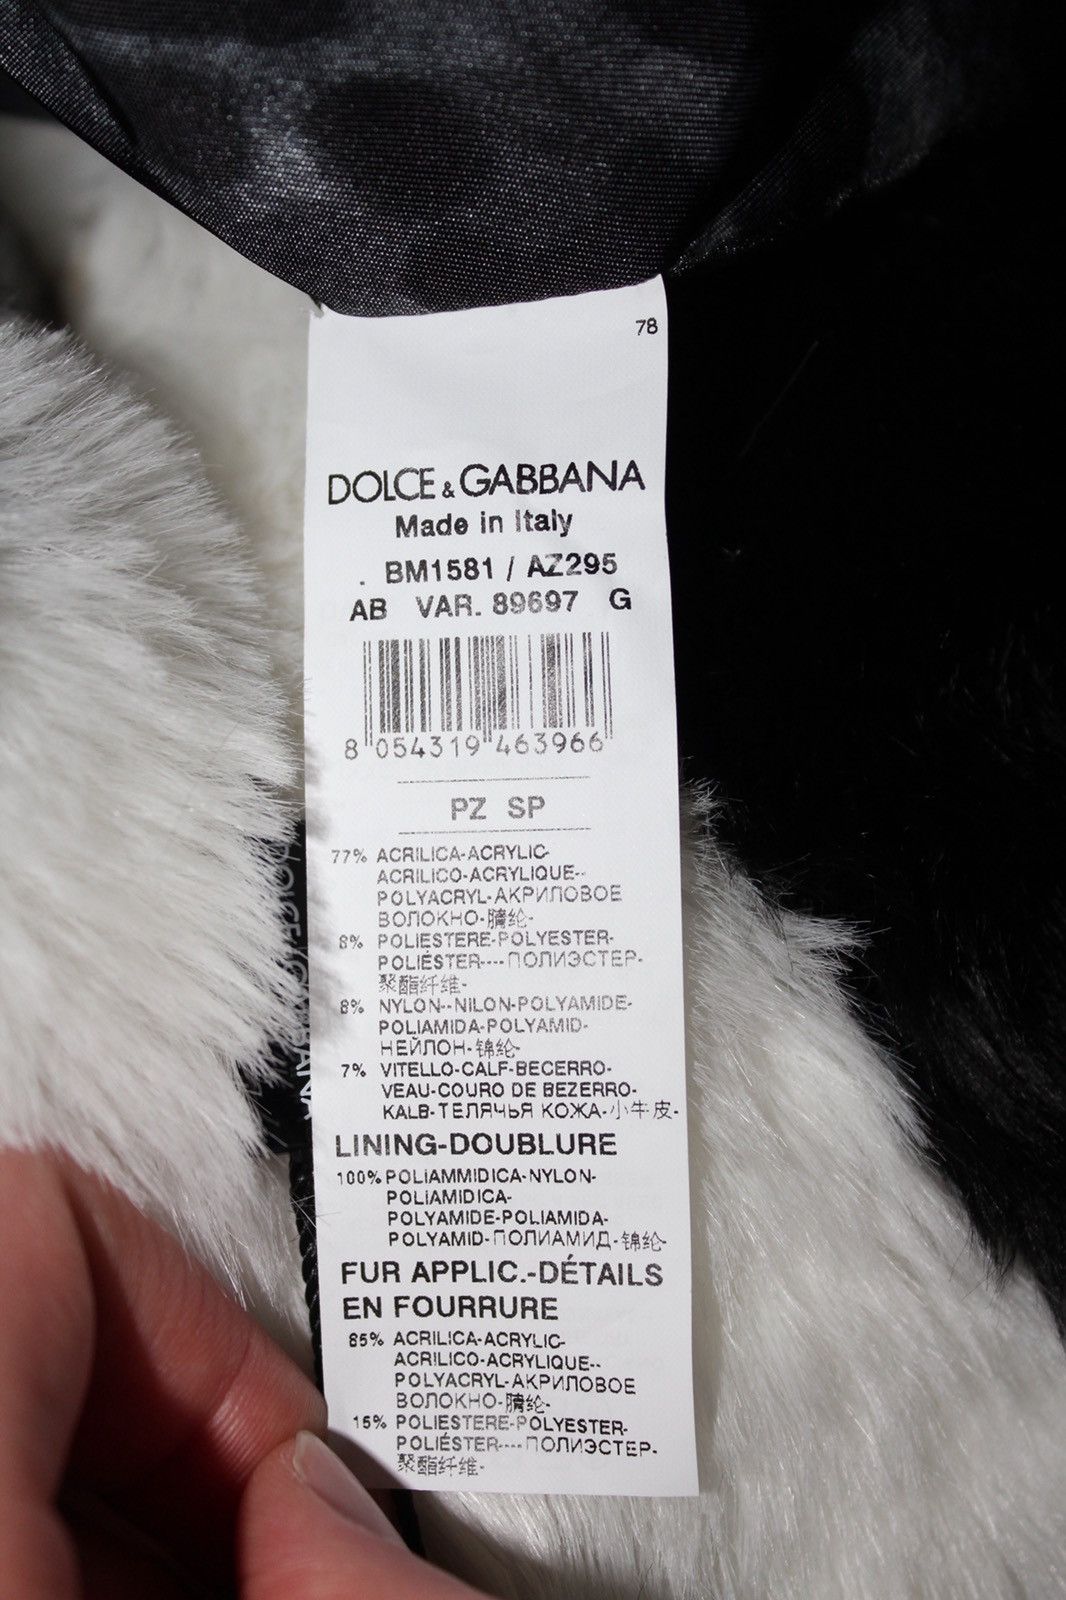 78
DOLCE & GABBANA
Made in Italy
. BM1581 / AZ295
AB VAR. 89697 G
8 054319 463966
PZ SP
77% ACRILICA-ACRYLIC-
ACRILICO-ACRYLIQUE--
POLYACRYL-АКРИЛОВОЕ
ВОЛОКНО-腈纶-
8% POLIESTERE-POLYESTER-
POLIÉSTER----ПОЛИЭСТЕР-
聚酯纤维-
8% NYLON--NILON-POLYAMIDE-
POLIAMIDA-POLYAMID-
НЕЙЛОН-锦纶-
7% VITELLO-CALF-BECERRO-
VEAU-COURO DE BEZERRO-
KALB-ТЕЛЯЧЬЯ КОЖА-小牛皮-
LINING-DOUBLURE
100% POLIAMMIDICA-NYLON-
POLIAMIDICA-
POLYAMIDE-POLIAMIDA-
POLYAMID-ПОЛИАМИД-锦纶-
FUR APPLIC.-DÉTAILS
EN FOURRURE
85% ACRILICA-ACRYLIC-
ACRILICO-ACRYLIQUE--
POLYACRYL-АКРИЛОВОЕ
ВОЛОКНО-腈纶-
15% POLIESTERE-POLYESTER-
POLIÉSTER----ПОЛИЭСТЕР-
聚酯纤维-